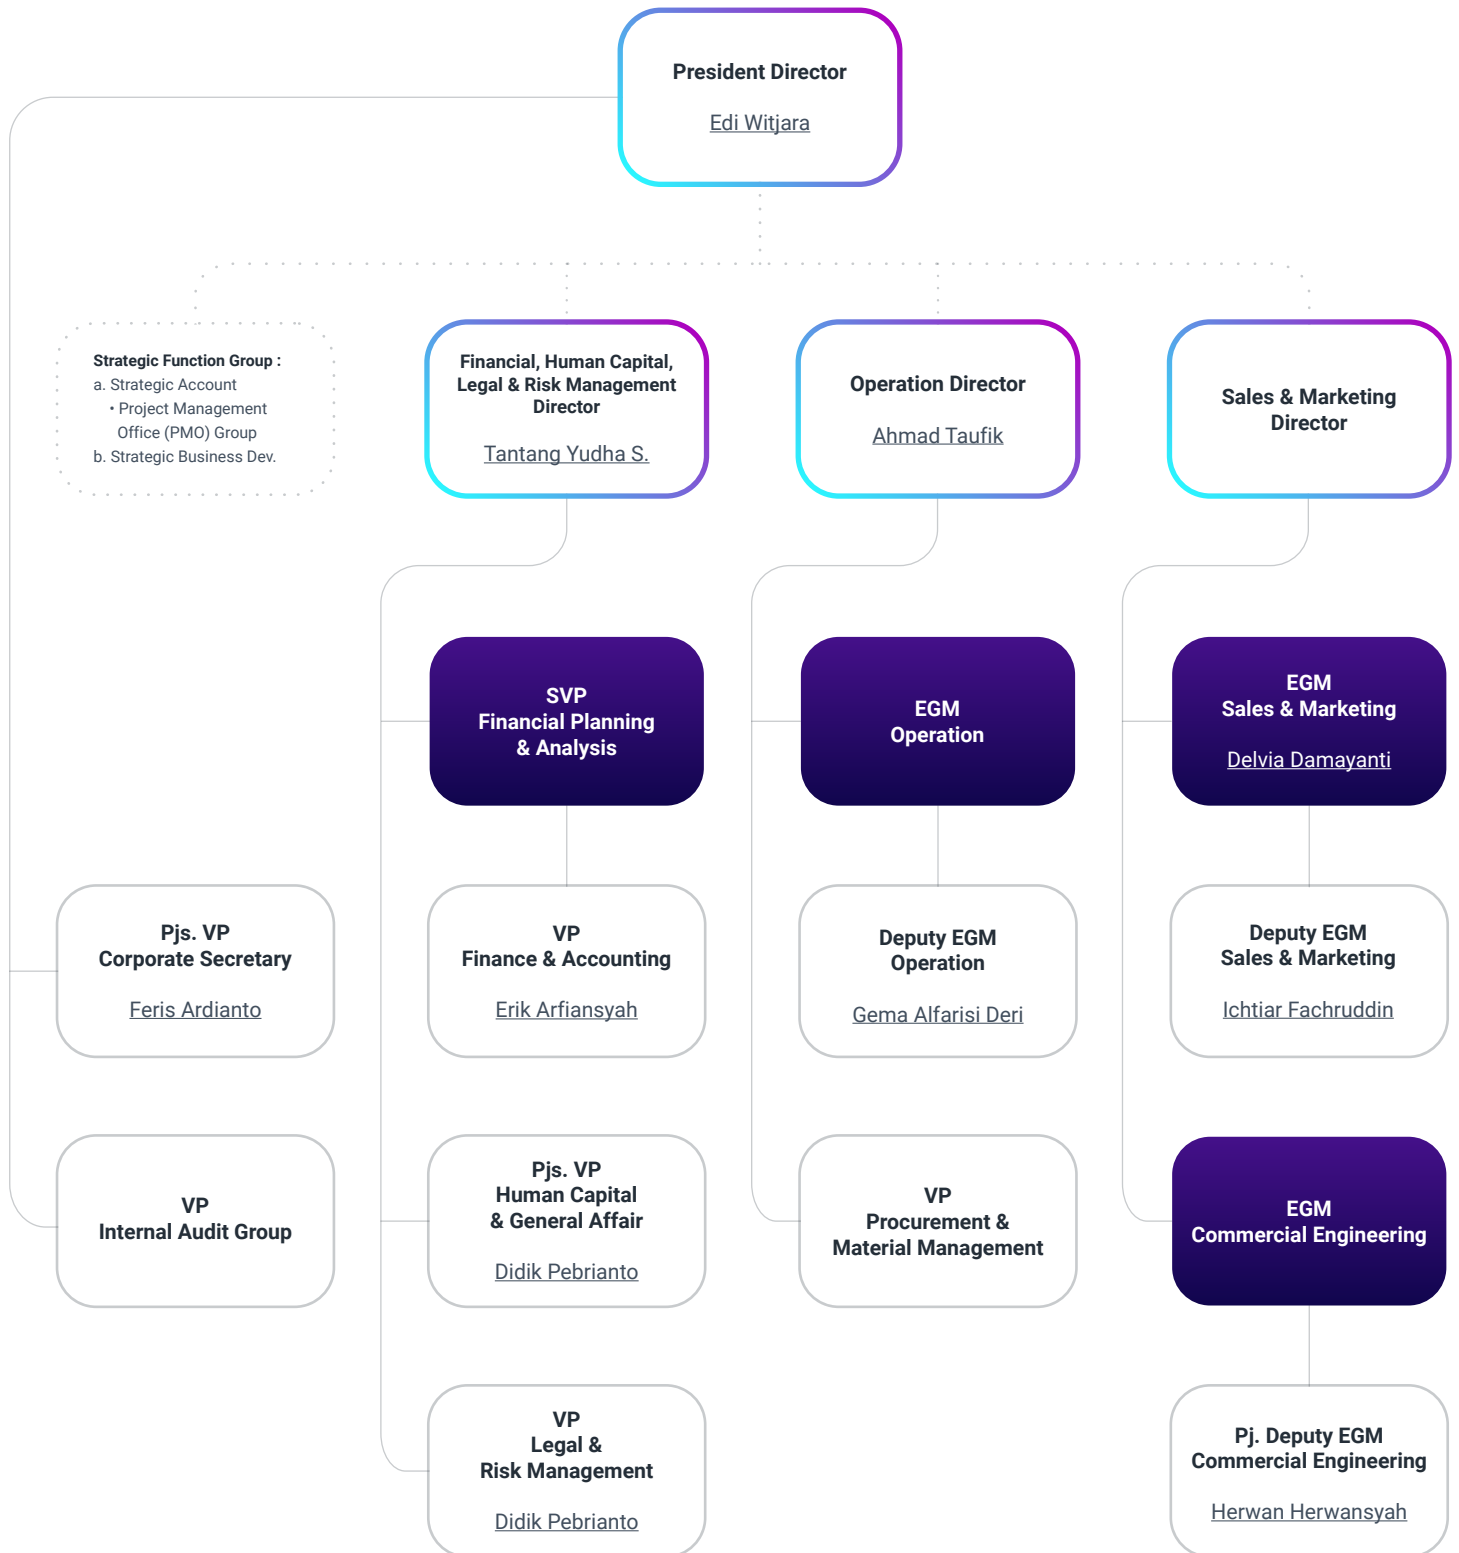 President Director
Edi Witjara
Strategic Function Group :
a. Strategic Account
• Project Management
Office (PMO) Group
b. Strategic Business Dev.
Financial, Human Capital,
Legal & Risk Management
Director
Tantang Yudha S.
Operation Director
Ahmad Taufik
Sales & Marketing
Director
SVP
Financial Planning
& Analysis
EGM
Operation
EGM
Sales & Marketing
Delvia Damayanti
Pjs. VP
Corporate Secretary
Feris Ardianto
VP
Finance & Accounting
Erik Arfiansyah
Deputy EGM
Operation
Gema Alfarisi Deri
Deputy EGM
Sales & Marketing
Ichtiar Fachruddin
VP
Internal Audit Group
Pjs. VP
Human Capital
& General Affair
Didik Pebrianto
VP
Procurement &
Material Management
EGM
Commercial Engineering
VP
Legal &
Risk Management
Didik Pebrianto
Pj. Deputy EGM
Commercial Engineering
Herwan Herwansyah